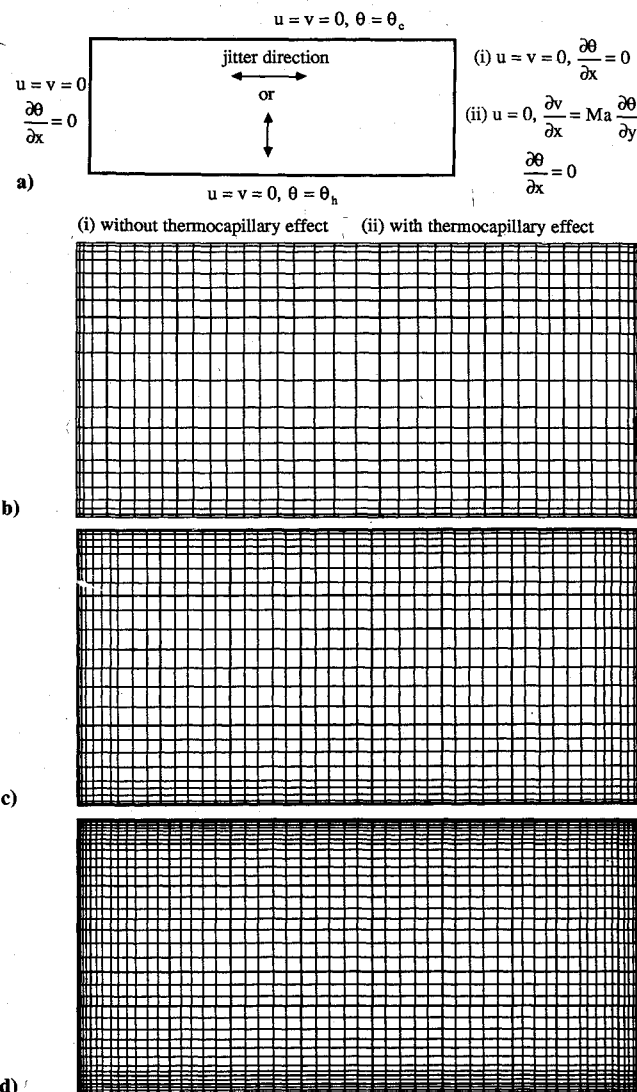 u = v = 0, θ = θc
jitter direction
or
u = v = 0
∂θ/∂x = 0
(i) u = v = 0, ∂θ/∂x = 0
(ii) u = 0, ∂v/∂x = Ma ∂θ/∂y
∂θ/∂x = 0
a)
u = v = 0, θ = θh
(i) without thermocapillary effect (ii) with thermocapillary effect
b)
c)
d)